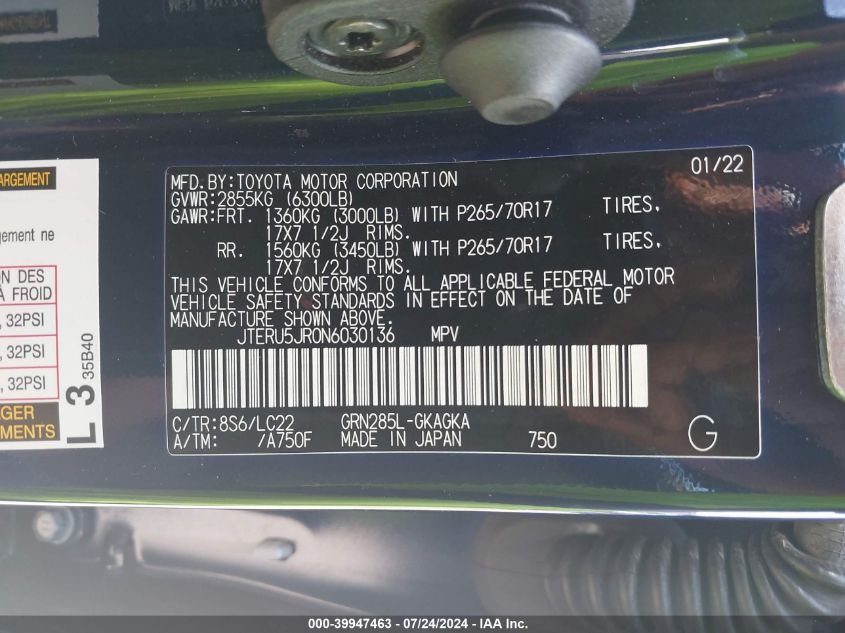 01/22
MFD.BY:TOYOTA MOTOR CORPORATION
GVWR:2855KG (6300LB)
GAWR:FRT. 1360KG (3000LB) WITH P265/70R17 TIRES,
17X7 1/2J RIMS.
RR. 1560KG (3450LB) WITH P265/70R17 TIRES,
17X7 1/2J RIMS.
THIS VEHICLE CONFORMS TO ALL APPLICABLE FEDERAL MOTOR
VEHICLE SAFETY STANDARDS IN EFFECT ON THE DATE OF
MANUFACTURE SHOWN ABOVE.
JTERU5JR0N6030136 MPV
C/TR:8S6/LC22 GRN285L-GKAGKA
A/TM: /A750F MADE IN JAPAN 750 G
ARGEMENT
gement ne
ON DES
À FROID
, 32PSI
, 32PSI
, 32PSI
GER
EMENTS
L 3 35B40
000-39947463 / 07/24/2024 / IAA Inc.